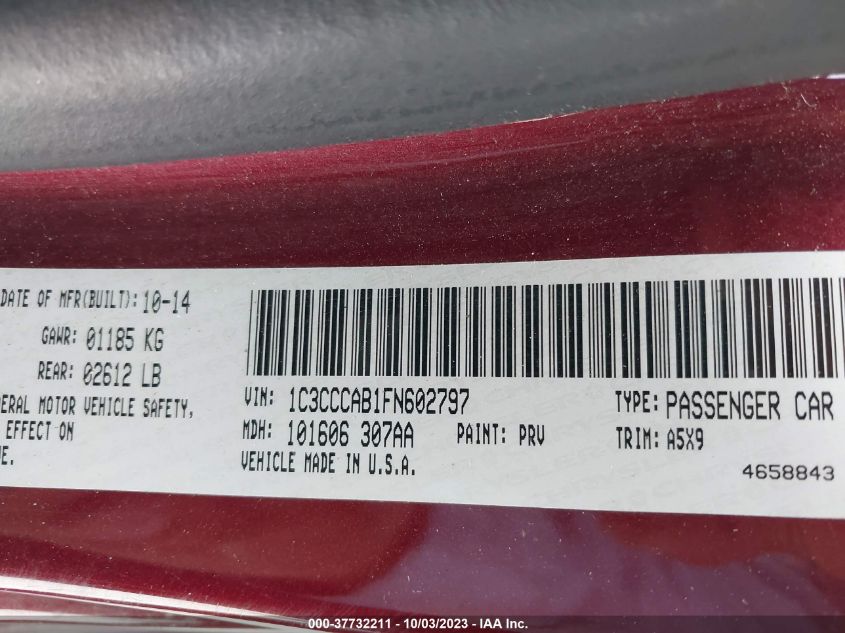 DATE OF MFR(BUILT): 10-14
GAWR: 01185 KG
REAR: 02612 LB
ERAL MOTOR VEHICLE SAFETY,
EFFECT ON
VE.
VIN: 1C3CCCAB1FN602797
TYPE: PASSENGER CAR
MDH: 101606 307AA
PAINT: PRV
TRIM: A5X9
VEHICLE MADE IN U.S.A.
4658843
000-37732211 - 10/03/2023 - IAA Inc.